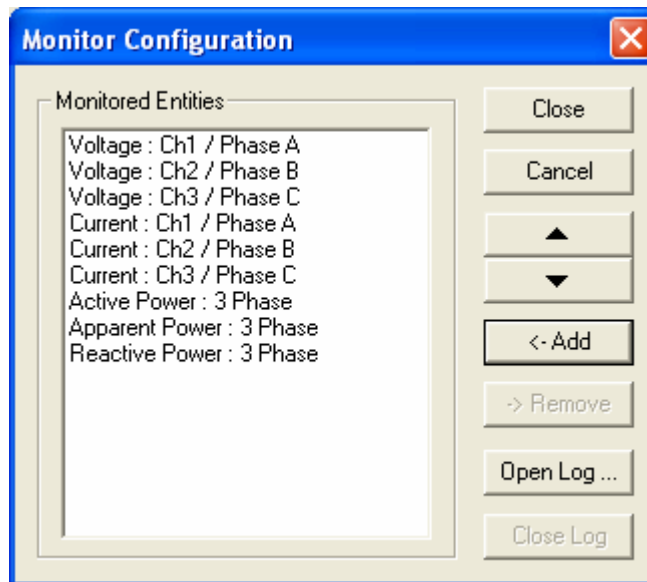 Monitor Configuration
Monitored Entities
Voltage : Ch1 / Phase A
Voltage : Ch2 / Phase B
Voltage : Ch3 / Phase C
Current : Ch1 / Phase A
Current : Ch2 / Phase B
Current : Ch3 / Phase C
Active Power : 3 Phase
Apparent Power : 3 Phase
Reactive Power : 3 Phase
Close
Cancel
<- Add
-> Remove
Open Log ...
Close Log